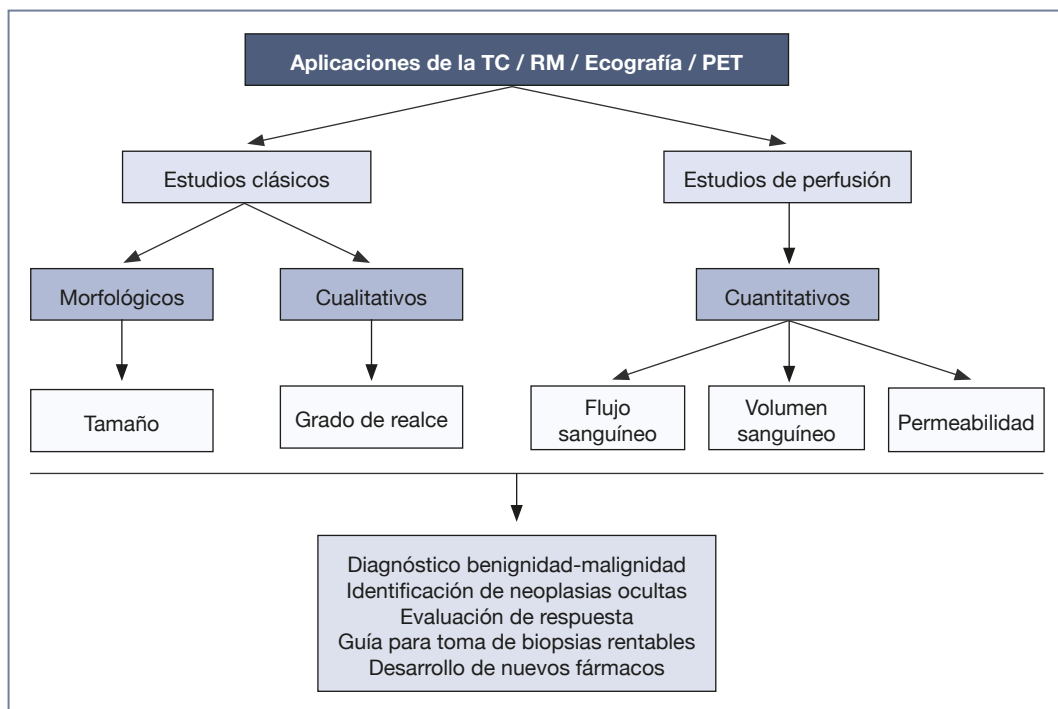 Aplicaciones de la TC / RM / Ecografía / PET
Estudios clásicos
Estudios de perfusión
Morfológicos
Cualitativos
Cuantitativos
Tamaño
Grado de realce
Flujo
sanguíneo
Volumen
sanguíneo
Permeabilidad
Diagnóstico benignidad-malignidad
Identificación de neoplasias ocultas
Evaluación de respuesta
Guía para toma de biopsias rentables
Desarrollo de nuevos fármacos